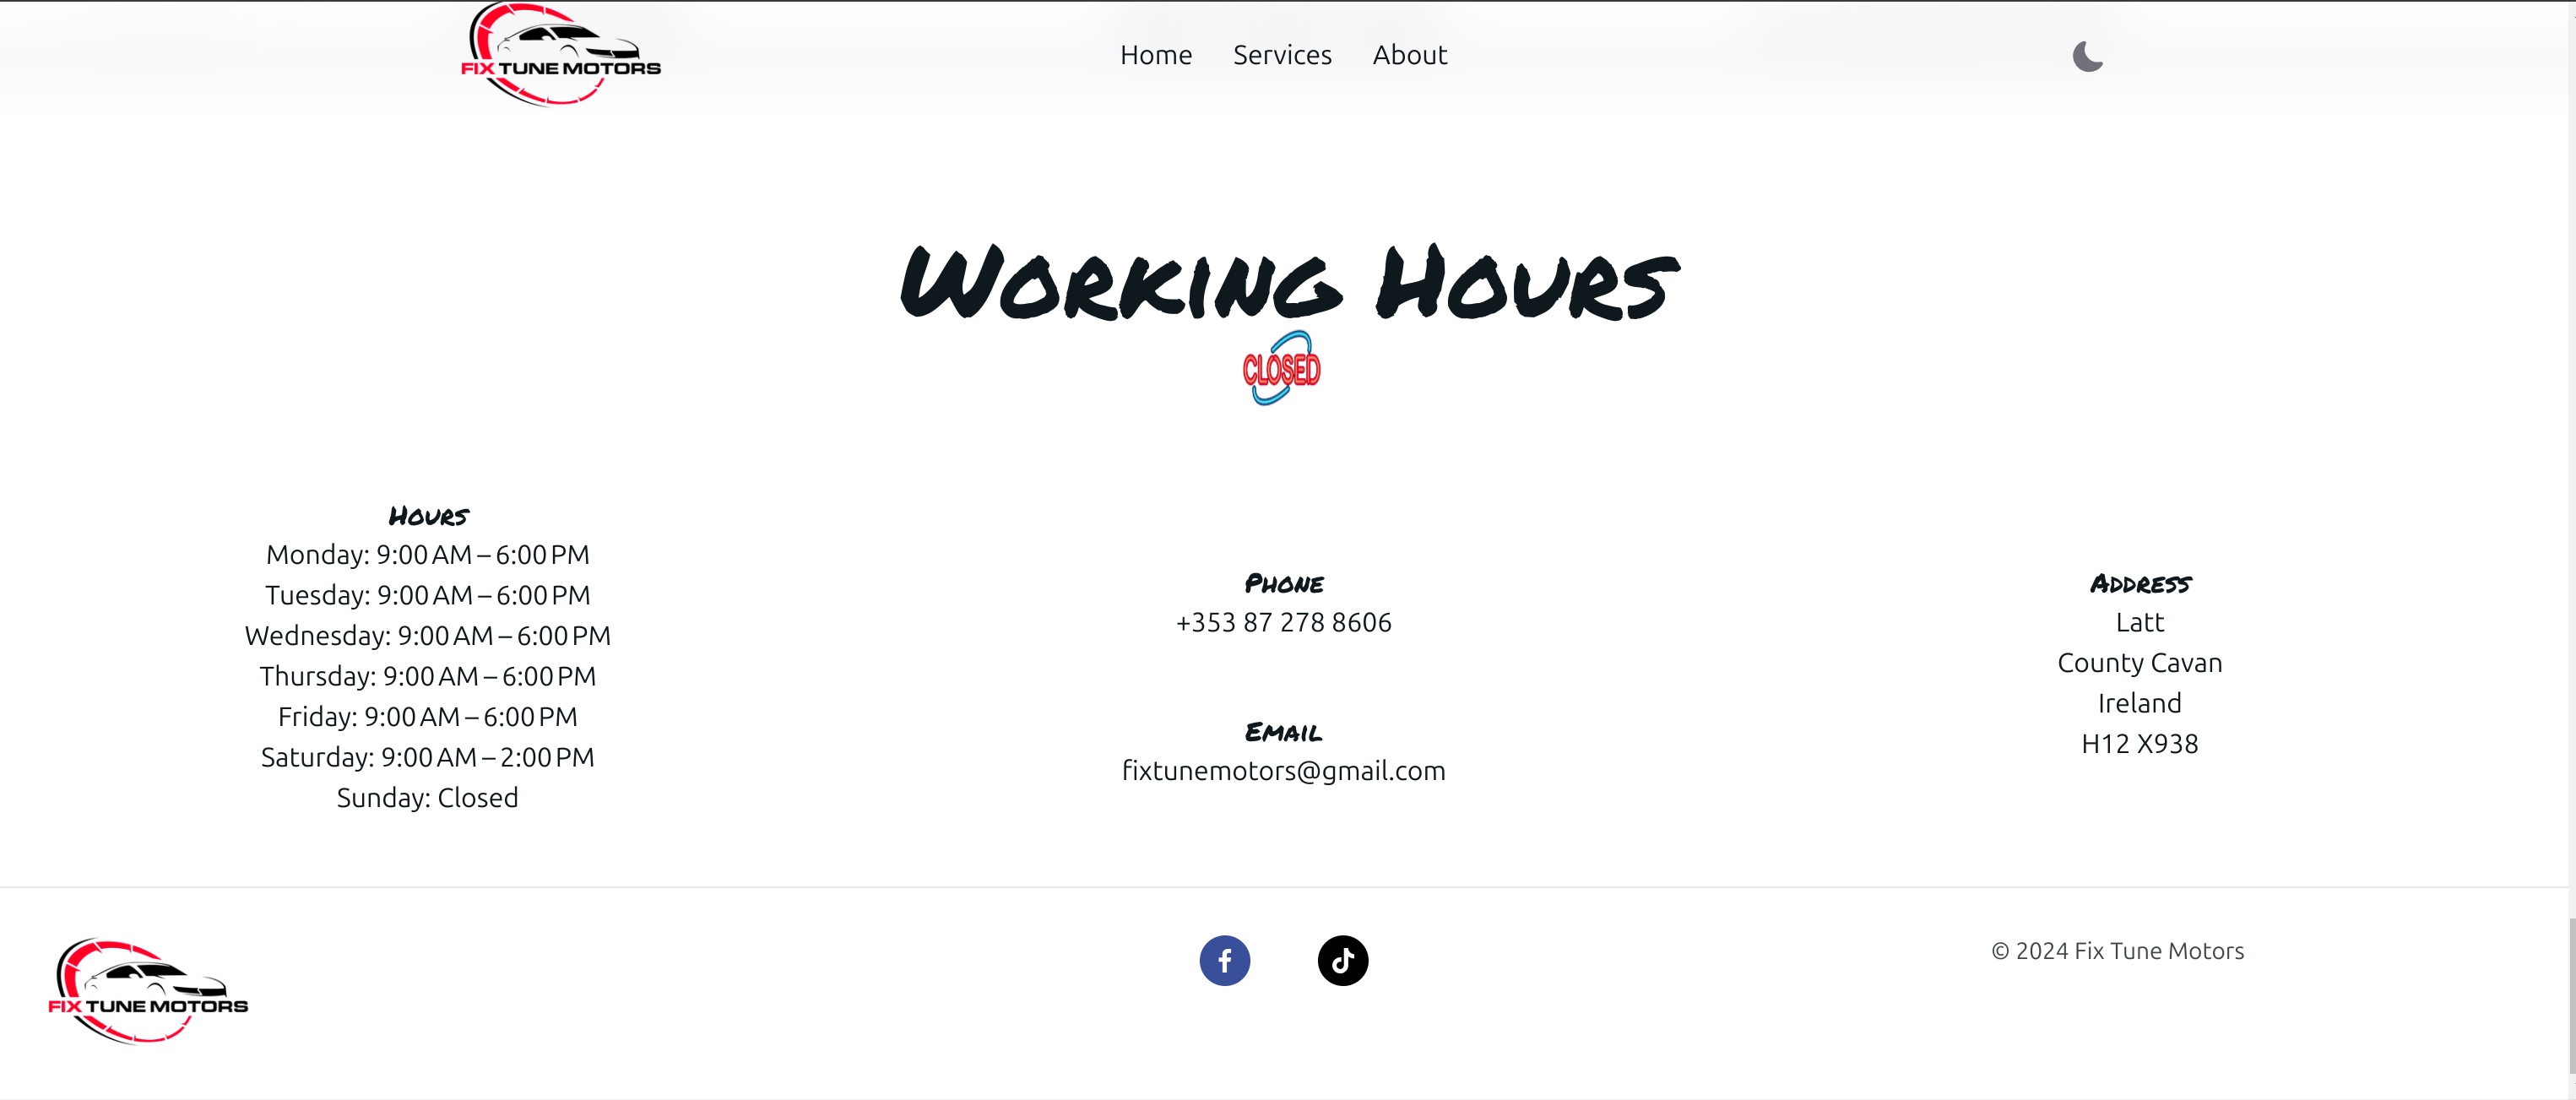 FIX TUNE MOTORS
Home
Services
About
Working Hours
CLOSED
Hours
Monday: 9:00 AM – 6:00 PM
Tuesday: 9:00 AM – 6:00 PM
Wednesday: 9:00 AM – 6:00 PM
Thursday: 9:00 AM – 6:00 PM
Friday: 9:00 AM – 6:00 PM
Saturday: 9:00 AM – 2:00 PM
Sunday: Closed
Phone
+353 87 278 8606
Email
fixtunemotors@gmail.com
Address
Latt
County Cavan
Ireland
H12 X938
FIX TUNE MOTORS
© 2024 Fix Tune Motors